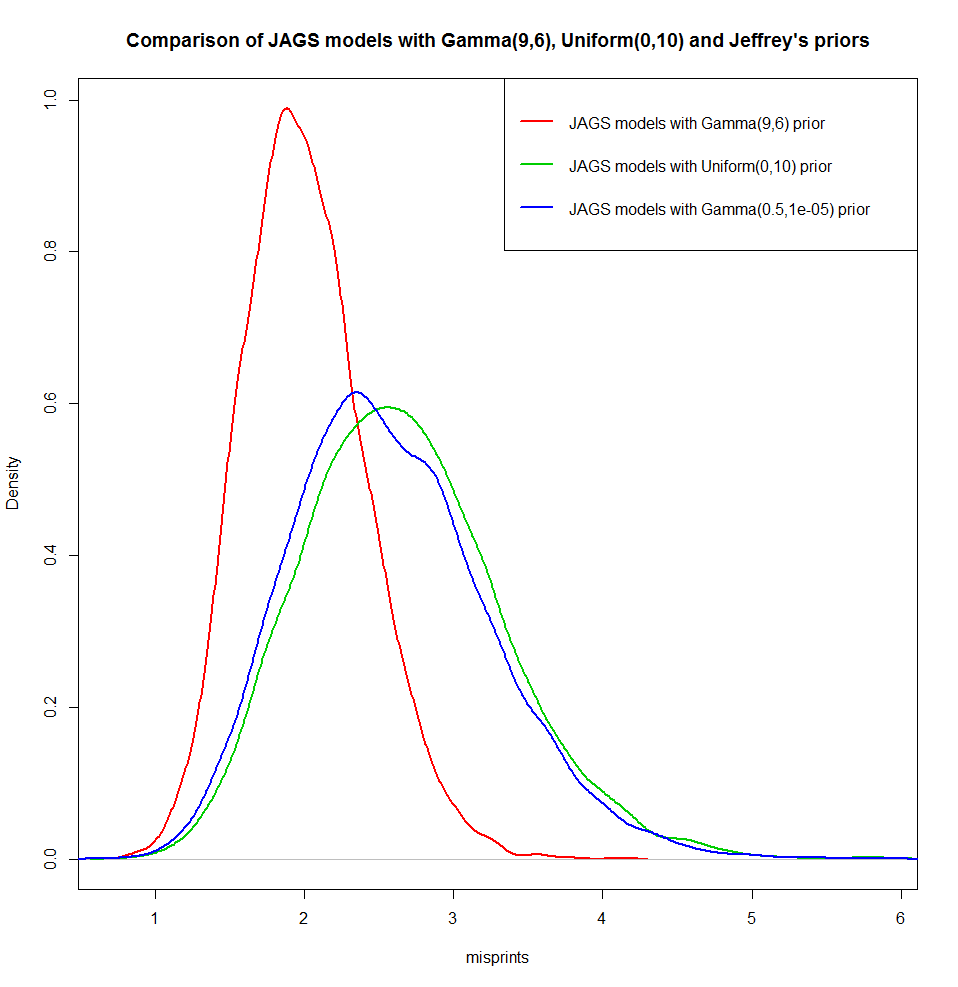 Comparison of JAGS models with Gamma(9,6), Uniform(0,10) and Jeffrey's priors
JAGS models with Gamma(9,6) prior
JAGS models with Uniform(0,10) prior
JAGS models with Gamma(0.5,1e-05) prior
Density
1.0
0.8
0.6
0.4
0.2
0.0
1 2 3 4 5 6
misprints